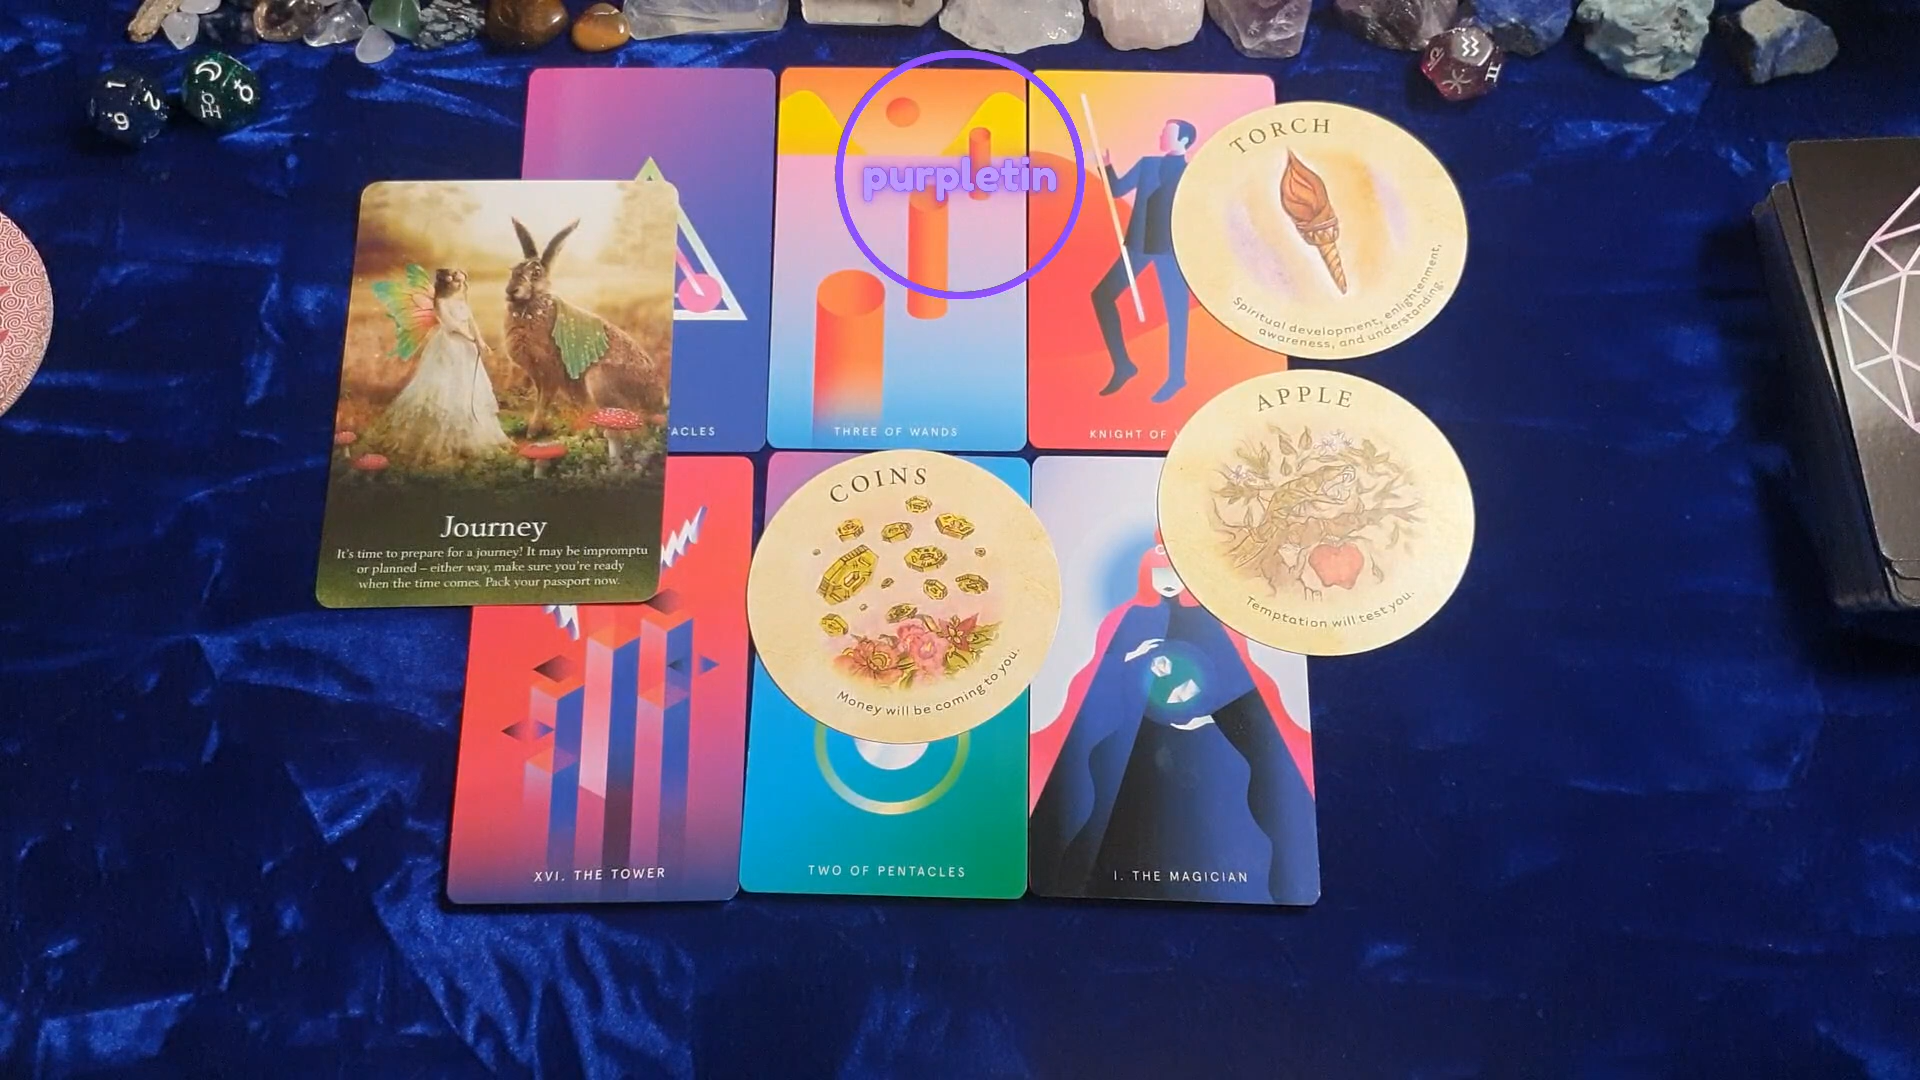 purpletin
TORCH
Spiritual development, enlightenment,
awareness, and understanding.
ACLES
THREE OF WANDS
KNIGHT OF
APPLE
Temptation will test you.
COINS
Money will be coming to you.
Journey
It's time to prepare for a journey! It may be impromptu
or planned – either way, make sure you're ready
when the time comes. Pack your passport now.
XVI. THE TOWER
TWO OF PENTACLES
I. THE MAGICIAN
1
2
9